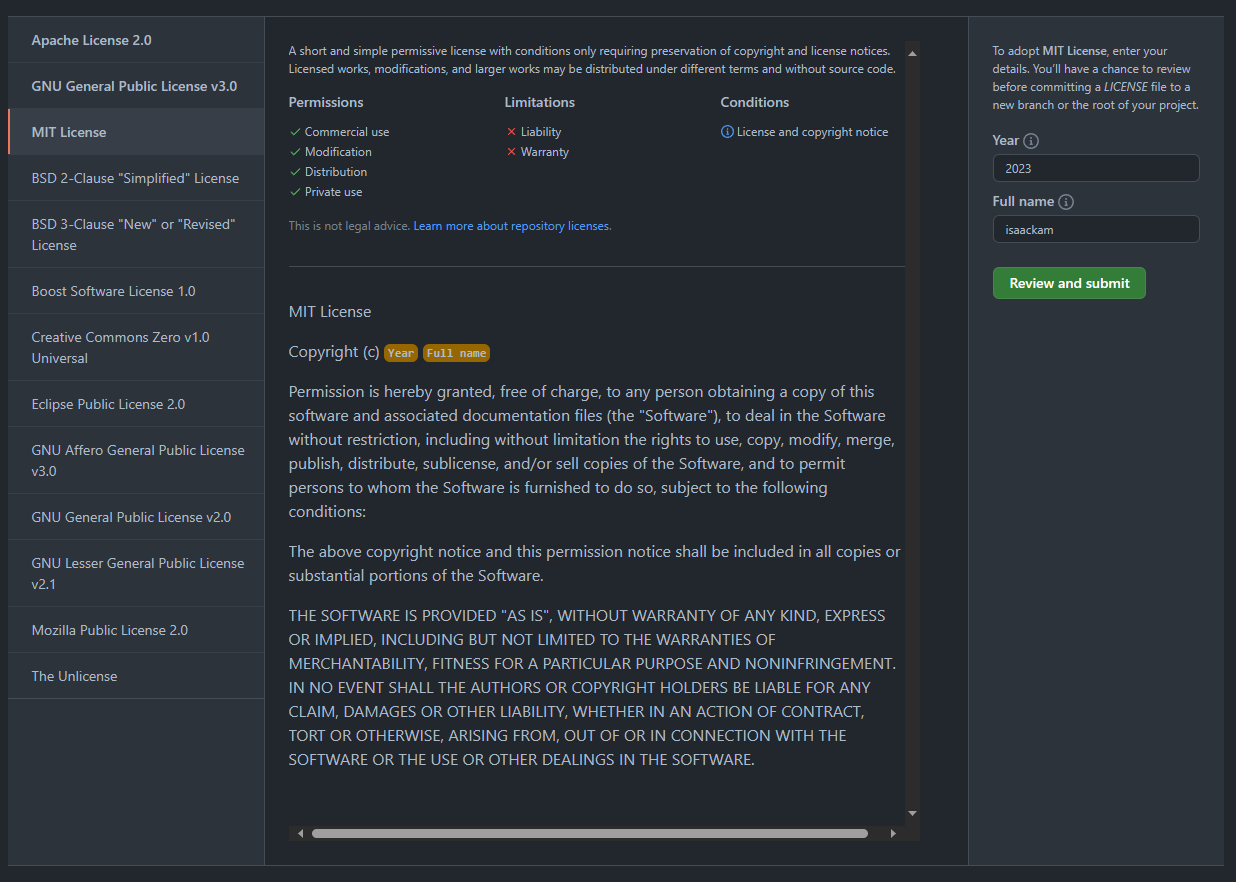 Apache License 2.0
GNU General Public License v3.0
MIT License
BSD 2-Clause "Simplified" License
BSD 3-Clause "New" or "Revised"
License
Boost Software License 1.0
Creative Commons Zero v1.0
Universal
Eclipse Public License 2.0
GNU Affero General Public License
v3.0
GNU General Public License v2.0
GNU Lesser General Public License
v2.1
Mozilla Public License 2.0
The Unlicense
A short and simple permissive license with conditions only requiring preservation of copyright and license notices.
Licensed works, modifications, and larger works may be distributed under different terms and without source code.
Permissions
Commercial use
Modification
Distribution
Private use
Limitations
Liability
Warranty
Conditions
License and copyright notice
This is not legal advice. Learn more about repository licenses.
MIT License
Copyright (c) Year Full name
Permission is hereby granted, free of charge, to any person obtaining a copy of this
software and associated documentation files (the "Software"), to deal in the Software
without restriction, including without limitation the rights to use, copy, modify, merge,
publish, distribute, sublicense, and/or sell copies of the Software, and to permit
persons to whom the Software is furnished to do so, subject to the following
conditions:
The above copyright notice and this permission notice shall be included in all copies or
substantial portions of the Software.
THE SOFTWARE IS PROVIDED "AS IS", WITHOUT WARRANTY OF ANY KIND, EXPRESS
OR IMPLIED, INCLUDING BUT NOT LIMITED TO THE WARRANTIES OF
MERCHANTABILITY, FITNESS FOR A PARTICULAR PURPOSE AND NONINFRINGEMENT.
IN NO EVENT SHALL THE AUTHORS OR COPYRIGHT HOLDERS BE LIABLE FOR ANY
CLAIM, DAMAGES OR OTHER LIABILITY, WHETHER IN AN ACTION OF CONTRACT,
TORT OR OTHERWISE, ARISING FROM, OUT OF OR IN CONNECTION WITH THE
SOFTWARE OR THE USE OR OTHER DEALINGS IN THE SOFTWARE.
To adopt MIT License, enter your
details. You'll have a chance to review
before committing a LICENSE file to a
new branch or the root of your project.
Year
2023
Full name
isaackam
Review and submit